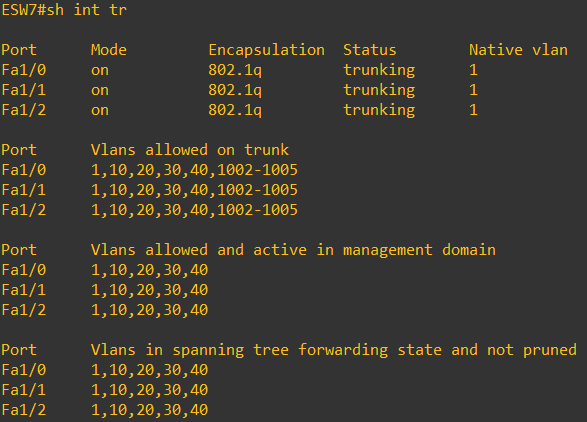 ESW7#sh int tr
Port Mode Encapsulation Status Native vlan
Fa1/0 on 802.1q trunking 1
Fa1/1 on 802.1q trunking 1
Fa1/2 on 802.1q trunking 1
Port Vlans allowed on trunk
Fa1/0 1,10,20,30,40,1002-1005
Fa1/1 1,10,20,30,40,1002-1005
Fa1/2 1,10,20,30,40,1002-1005
Port Vlans allowed and active in management domain
Fa1/0 1,10,20,30,40
Fa1/1 1,10,20,30,40
Fa1/2 1,10,20,30,40
Port Vlans in spanning tree forwarding state and not pruned
Fa1/0 1,10,20,30,40
Fa1/1 1,10,20,30,40
Fa1/2 1,10,20,30,40